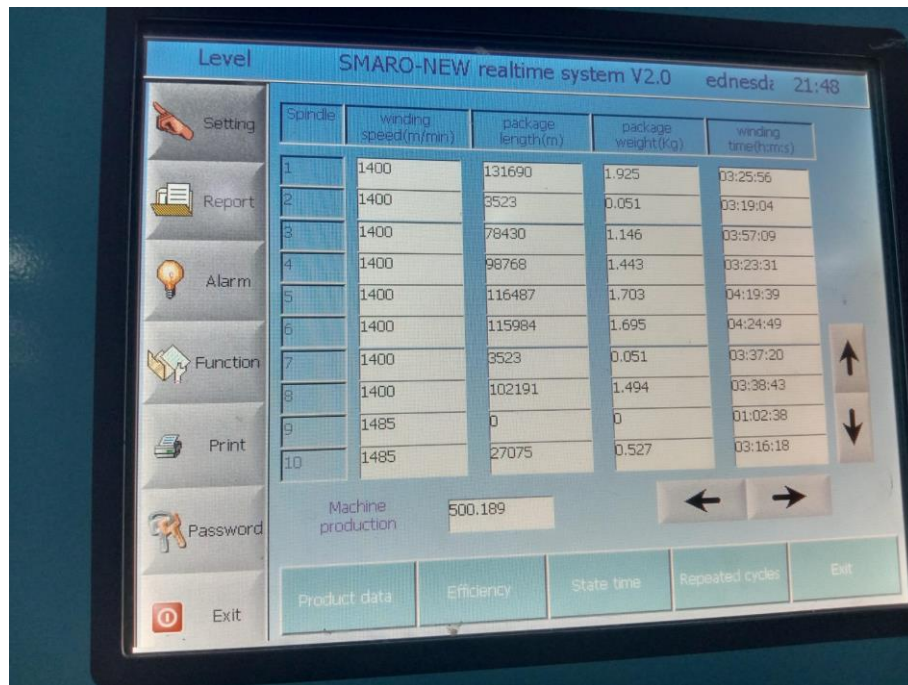 Level SMARO-NEW realtime system V2.0 ednesda 21:48
Setting
Report
Alarm
Function
Print
Password
Exit
Spindle winding speed(m/min) package length(m) package weight(Kg) winding time(h:m:s)
1 1400 131690 1.925 03:25:56
2 1400 3523 0.051 03:19:04
3 1400 78430 1.146 03:57:09
4 1400 98768 1.443 03:23:31
5 1400 116487 1.703 04:19:39
6 1400 115984 1.695 04:24:49
7 1400 3523 0.051 03:37:20
8 1400 102191 1.494 03:38:43
9 1485 0 0 01:02:38
10 1485 27075 0.527 03:16:18
Machine production 500.189
Product data Efficiency State time Repeated cycles Exit